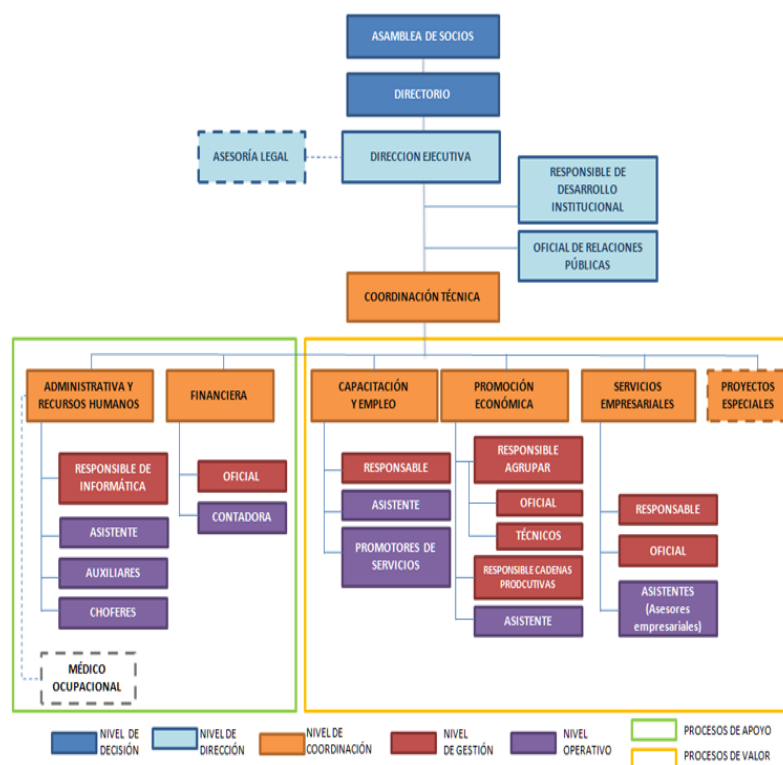 ASAMBLEA DE SOCIOS
DIRECTORIO
ASESORÍA LEGAL
DIRECCION EJECUTIVA
RESPONSIBLE DE
DESARROLLO
INSTITUCIONAL
OFICIAL DE RELACIONES
PÚBLICAS
COORDINACIÓN TÉCNICA
ADMINISTRATIVA Y
RECURSOS HUMANOS
FINANCIERA
CAPACITACIÓN
Y EMPLEO
PROMOCIÓN
ECONÓMICA
SERVICIOS
EMPRESARIALES
PROYECTOS
ESPECIALES
RESPONSIBLE DE
INFORMÁTICA
ASISTENTE
AUXILIARES
CHOFERES
MÉDICO
OCUPACIONAL
OFICIAL
CONTADORA
RESPONSABLE
ASISTENTE
PROMOTORES DE
SERVICIOS
RESPONSIBLE
AGRUPAR
OFICIAL
TÉCNICOS
RESPONSIBLE CADENAS
PRODCUTIVAS
ASISTENTE
RESPONSABLE
OFICIAL
ASISTENTES
(Asesores
empresariales)
NIVEL DE
DECISIÓN
NIVEL DE
DIRECCIÓN
NIVEL DE
COORDINACIÓN
NIVEL
DE GESTIÓN
NIVEL
OPERATIVO
PROCESOS DE APOYO
PROCESOS DE VALOR